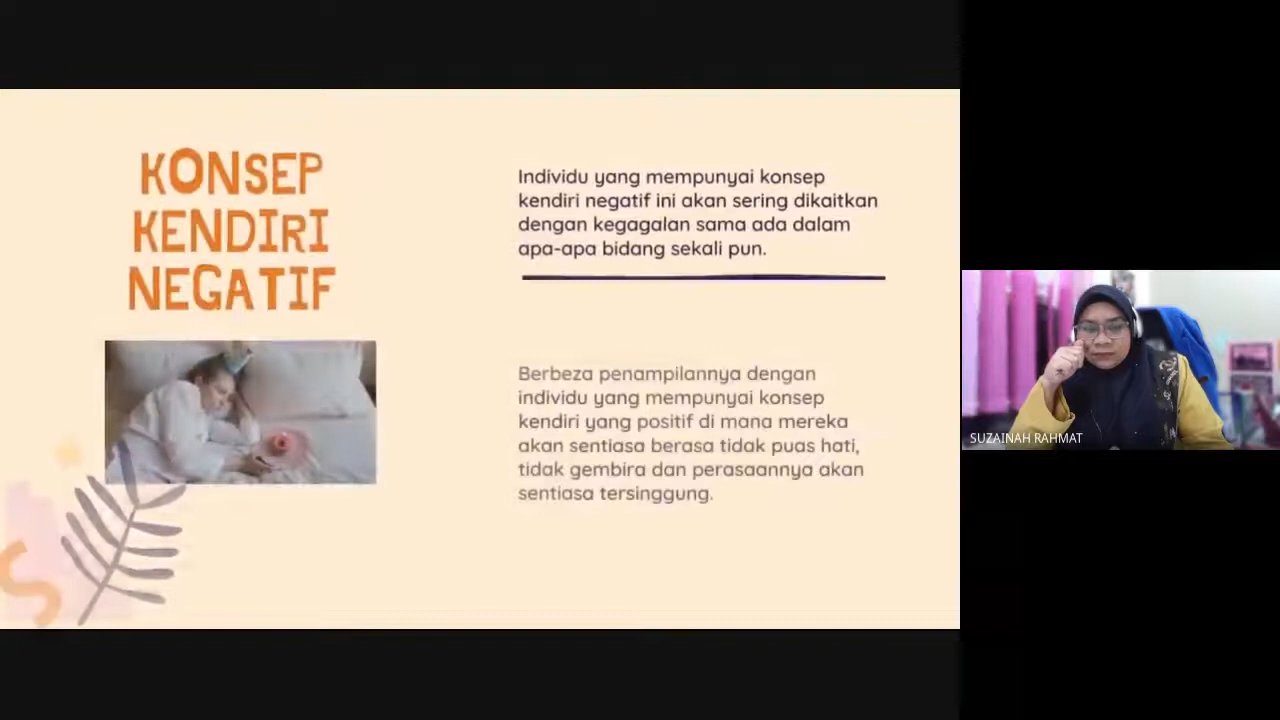 KONSEP
KENDIRI
NEGATIF
Individu yang mempunyai konsep
kendiri negatif ini akan sering dikaitkan
dengan kegagalan sama ada dalam
apa-apa bidang sekali pun.
Berbeza penampilannya dengan
individu yang mempunyai konsep
kendiri yang positif di mana mereka
akan sentiasa berasa tidak puas hati,
tidak gembira dan perasaannya akan
sentiasa tersinggung.
SUZAINAH RAHMAT